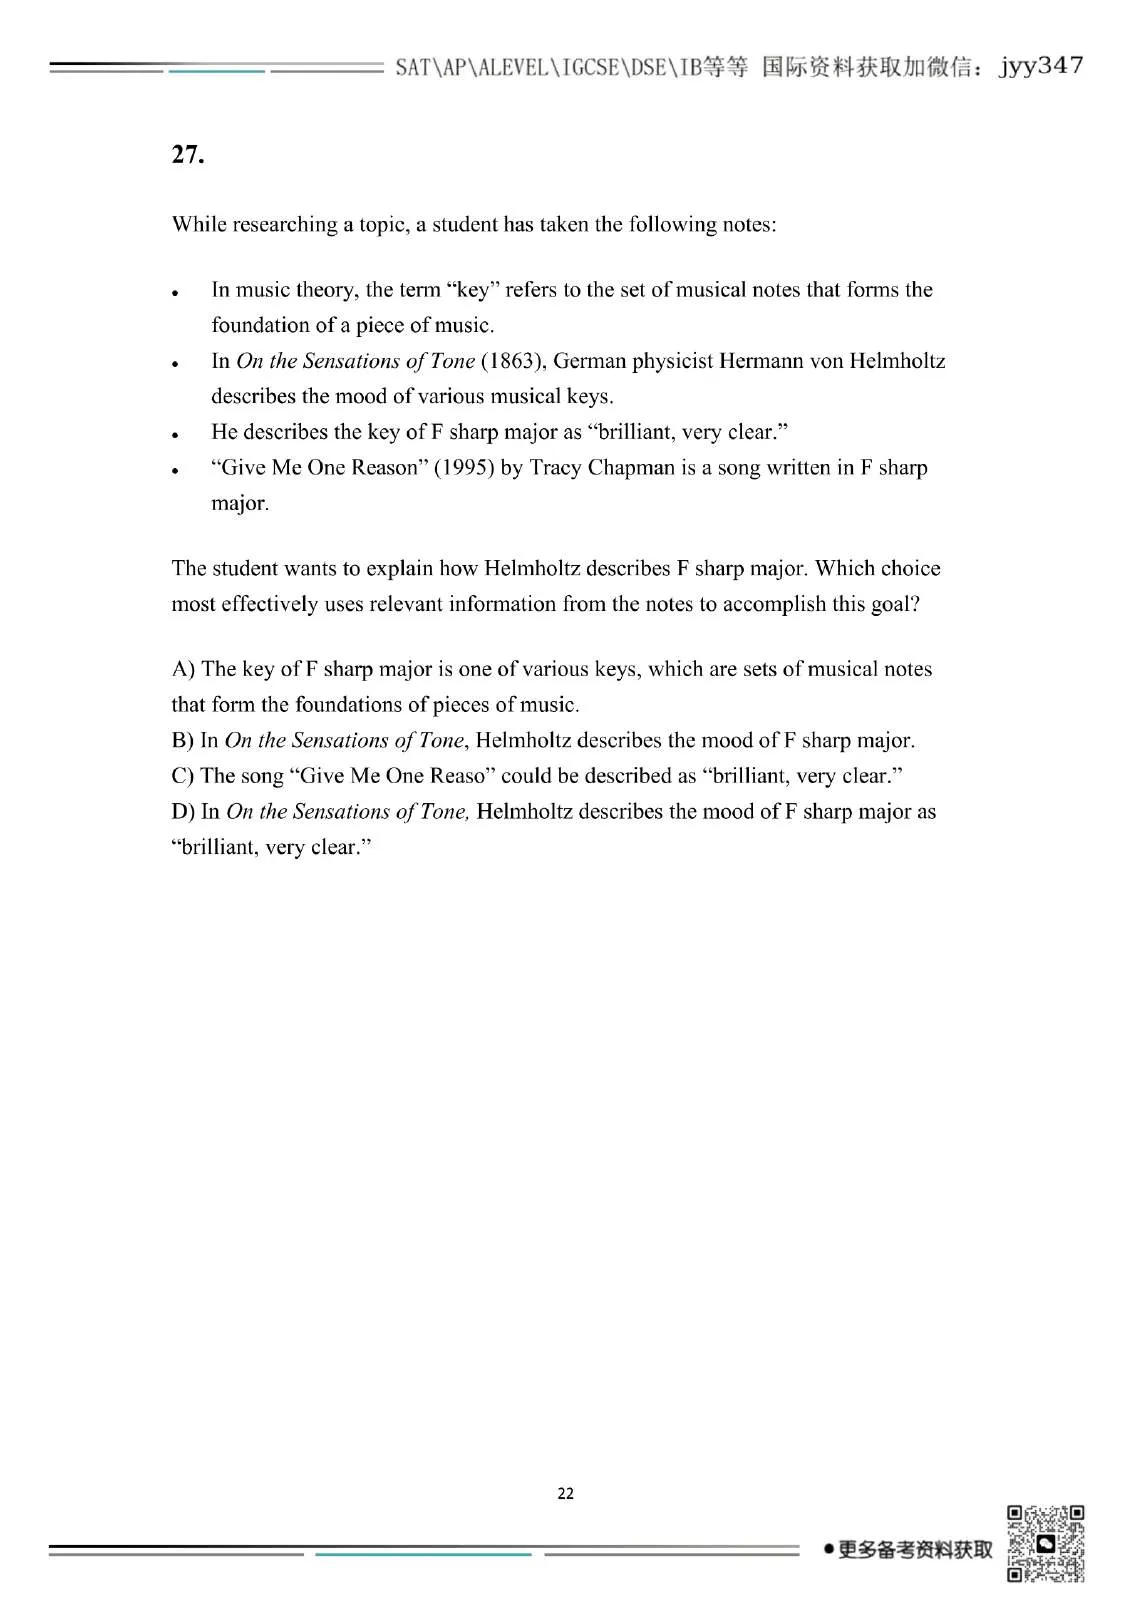 SAT\AP\ALEVEL\IGCSE\DSE\IB等等 国际资料获取加微信：jyy347
27.
While researching a topic, a student has taken the following notes:
• In music theory, the term “key” refers to the set of musical notes that forms the
foundation of a piece of music.
• In On the Sensations of Tone (1863), German physicist Hermann von Helmholtz
describes the mood of various musical keys.
• He describes the key of F sharp major as “brilliant, very clear.”
• “Give Me One Reason” (1995) by Tracy Chapman is a song written in F sharp
major.
The student wants to explain how Helmholtz describes F sharp major. Which choice
most effectively uses relevant information from the notes to accomplish this goal?
A) The key of F sharp major is one of various keys, which are sets of musical notes
that form the foundations of pieces of music.
B) In On the Sensations of Tone, Helmholtz describes the mood of F sharp major.
C) The song “Give Me One Reaso” could be described as “brilliant, very clear.”
D) In On the Sensations of Tone, Helmholtz describes the mood of F sharp major as
“brilliant, very clear.”
22
●更多备考资料获取